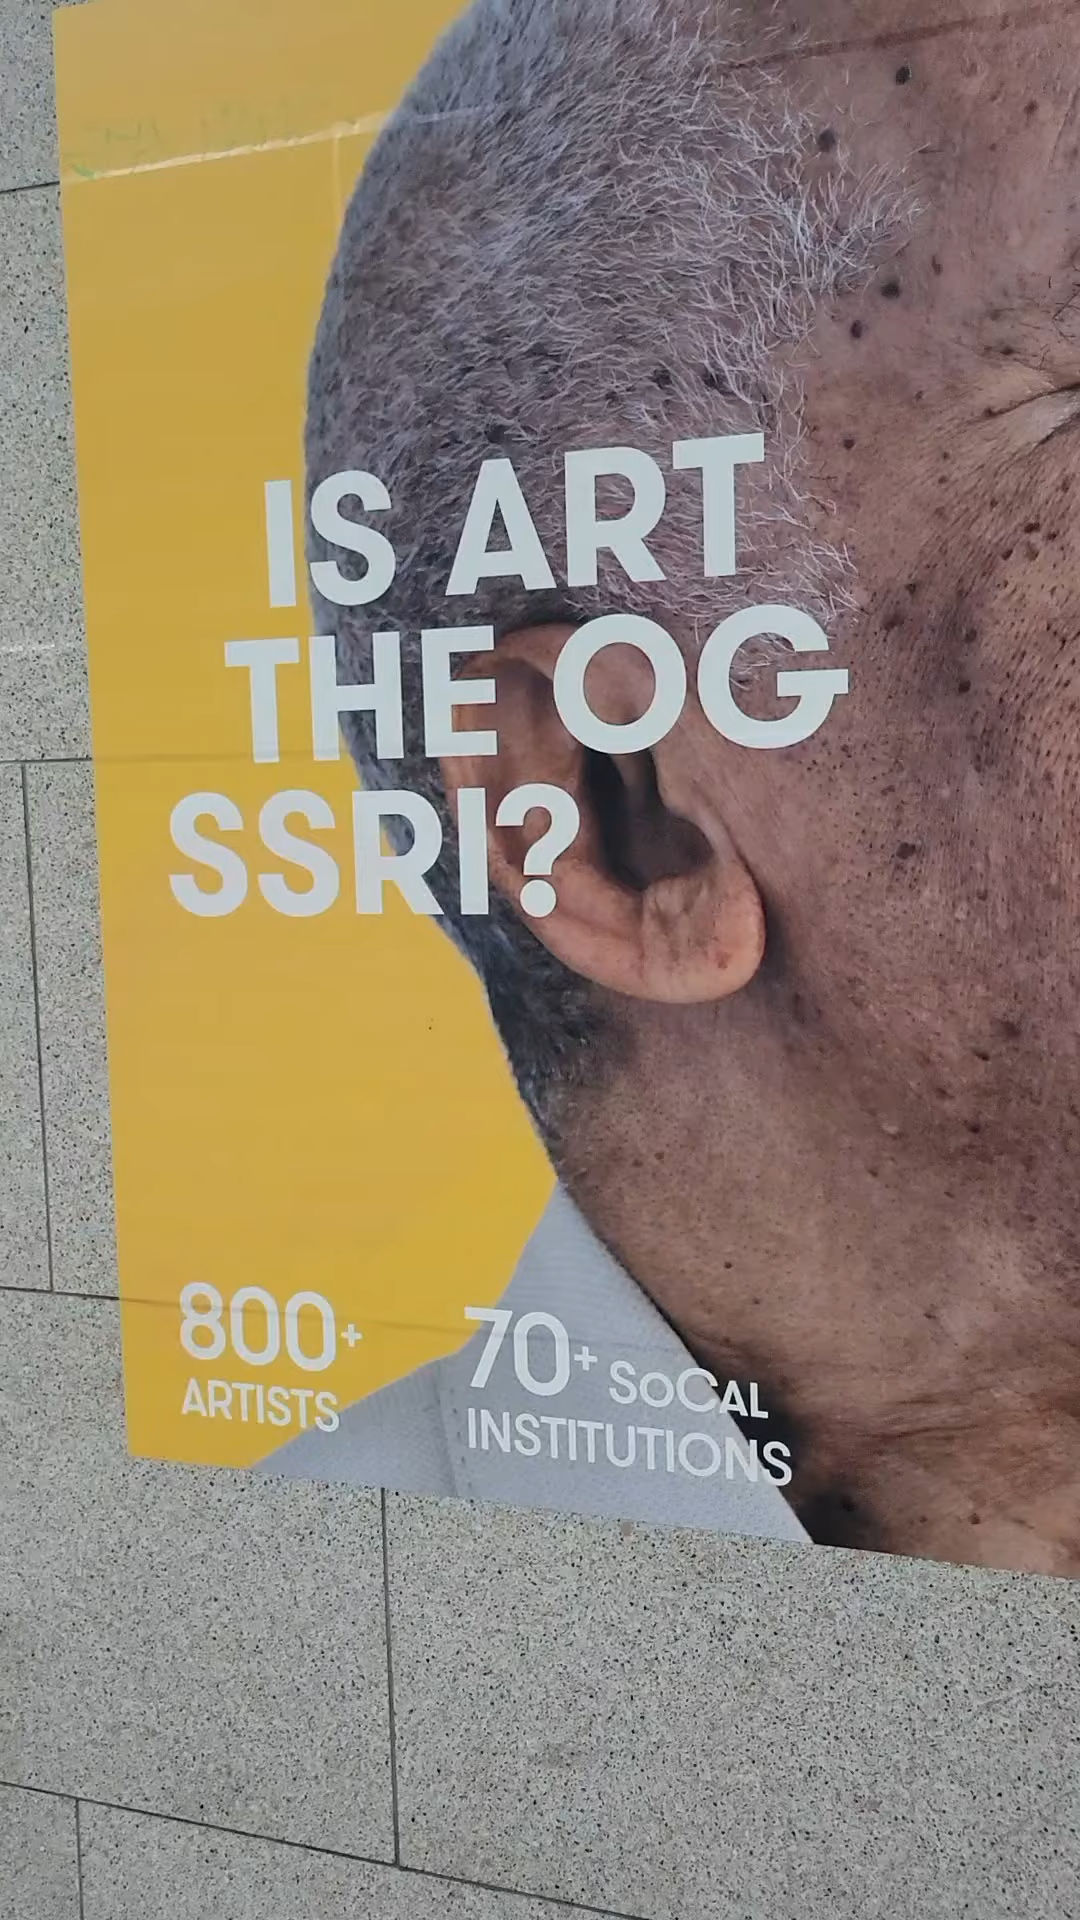 IS ART
THE OG
SSRI?
800+
ARTISTS
70+ SOCAL
INSTITUTIONS